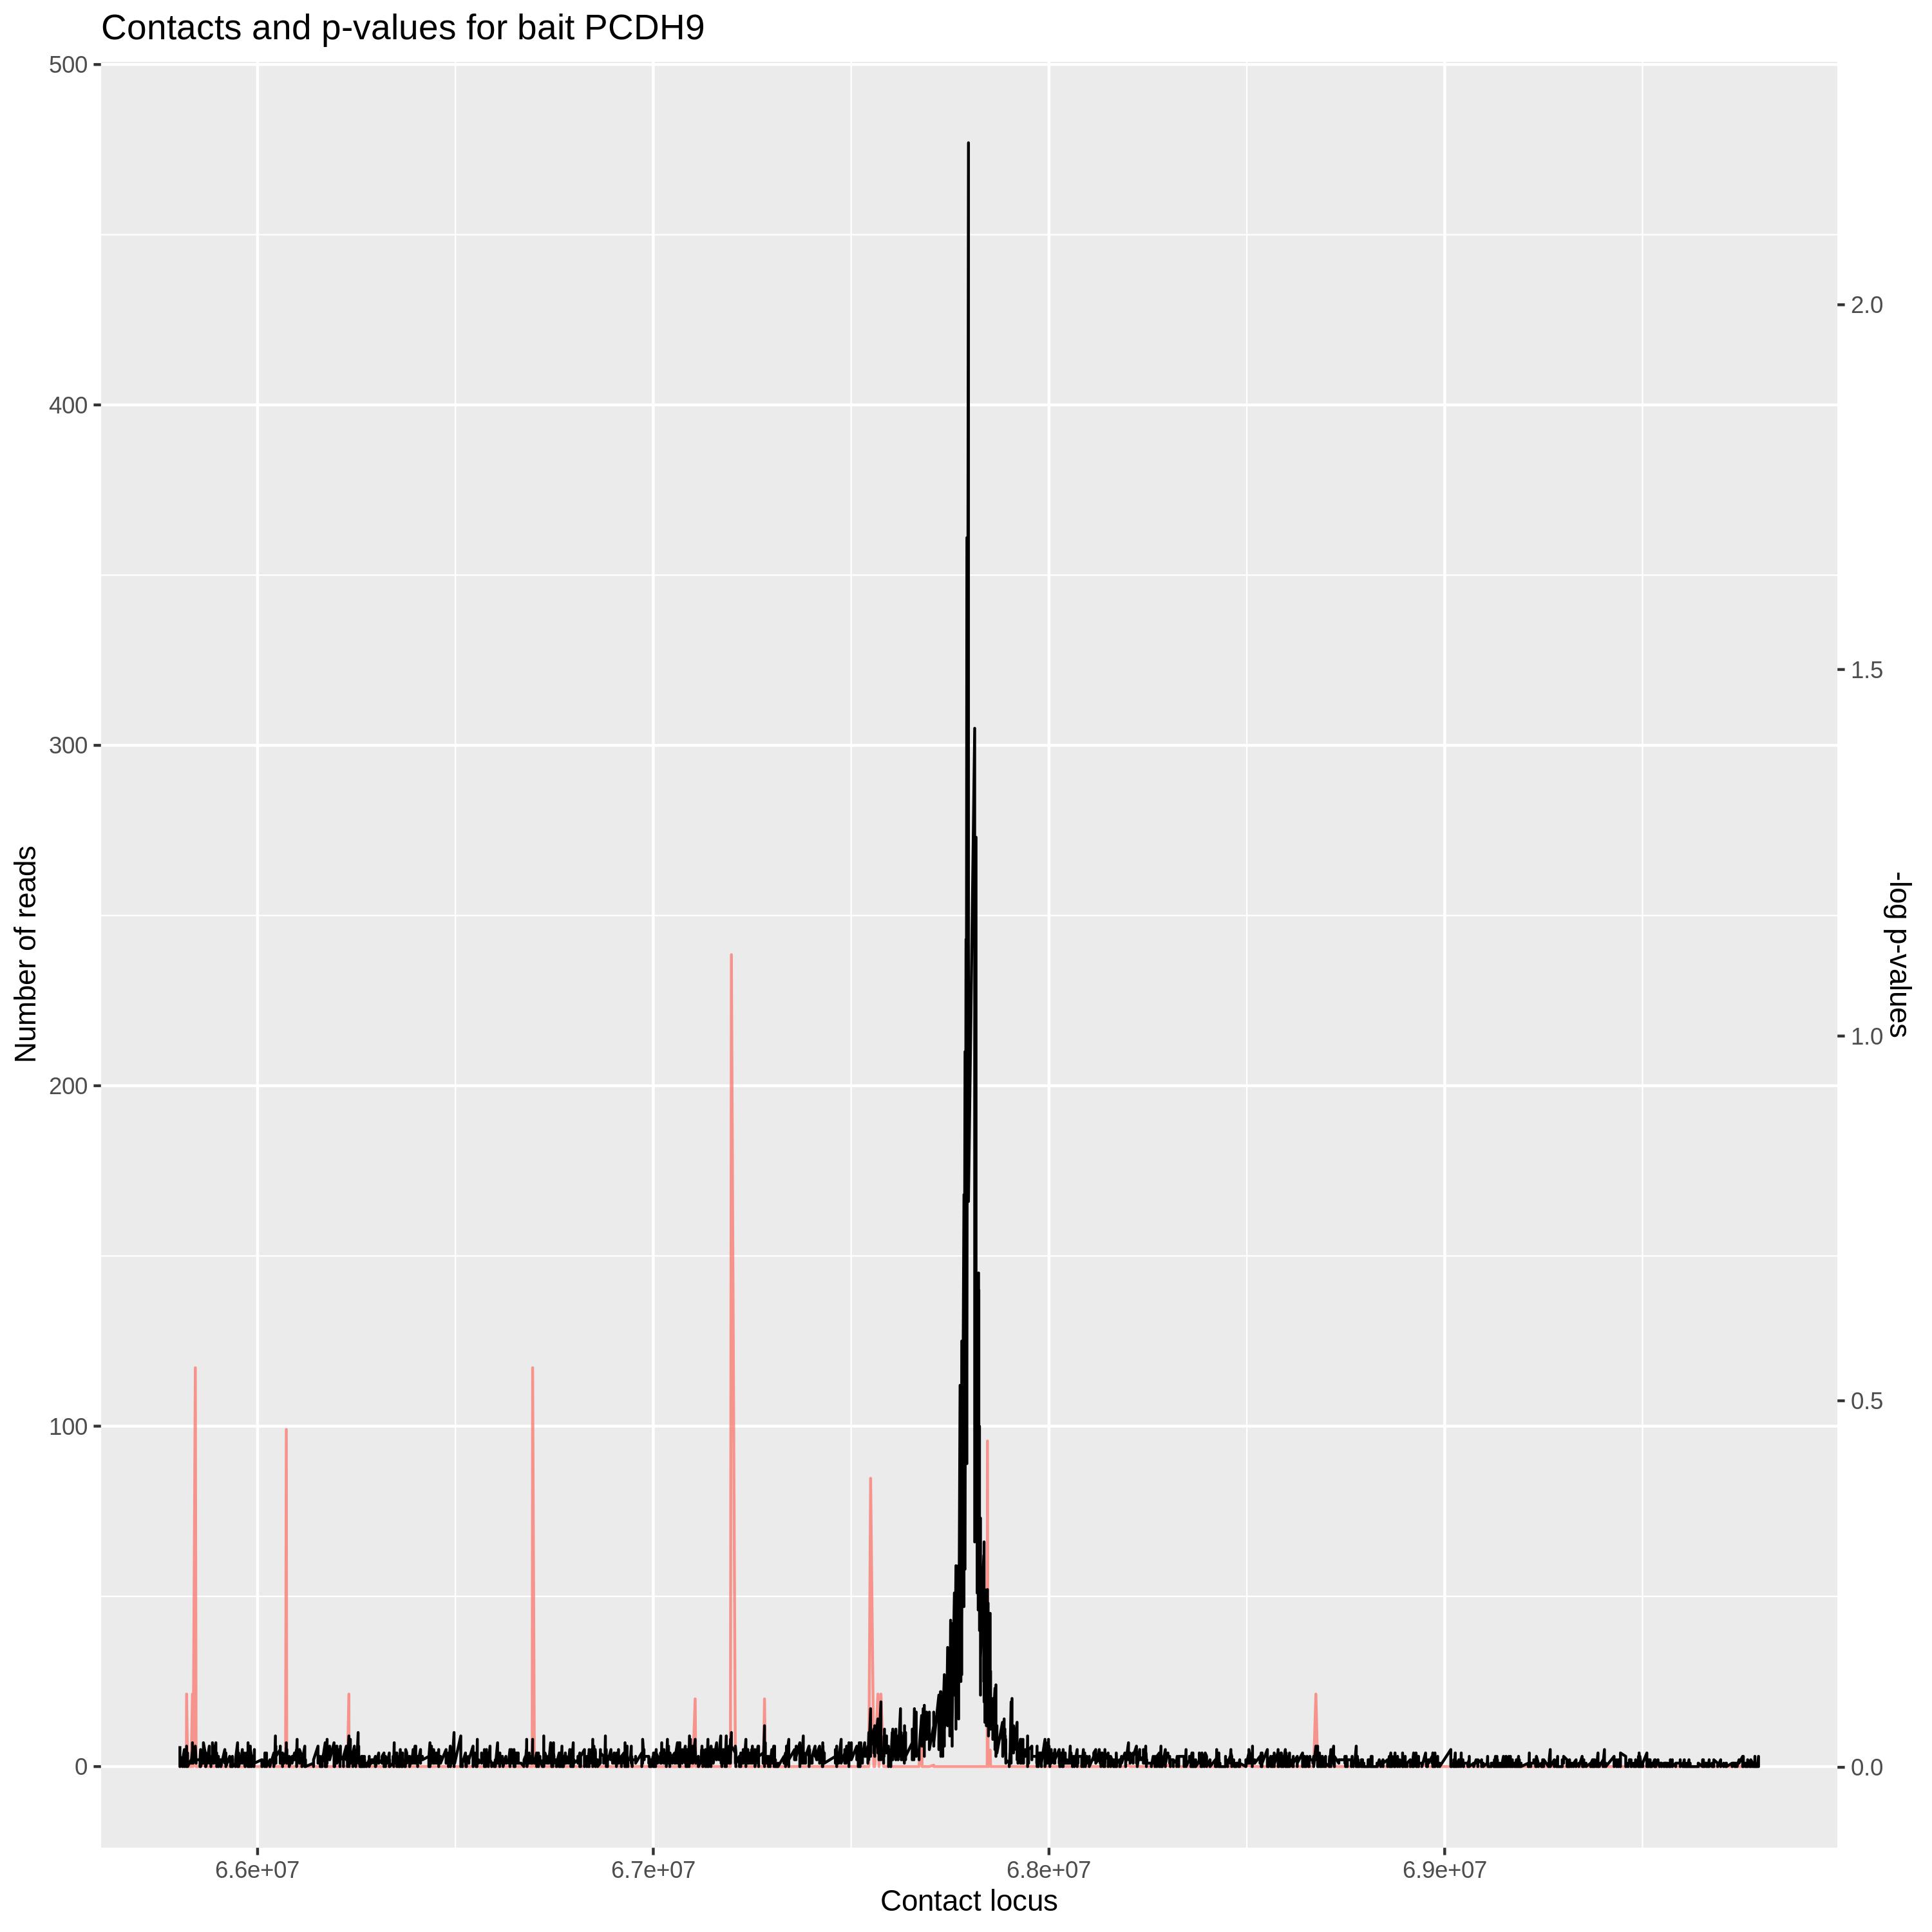 Contacts and p-values for bait PCDH9
500
400
300
200
100
0
Number of reads
2.0
1.5
1.0
0.5
0.0
-log p-values
6.6e+07 6.7e+07 6.8e+07 6.9e+07
Contact locus